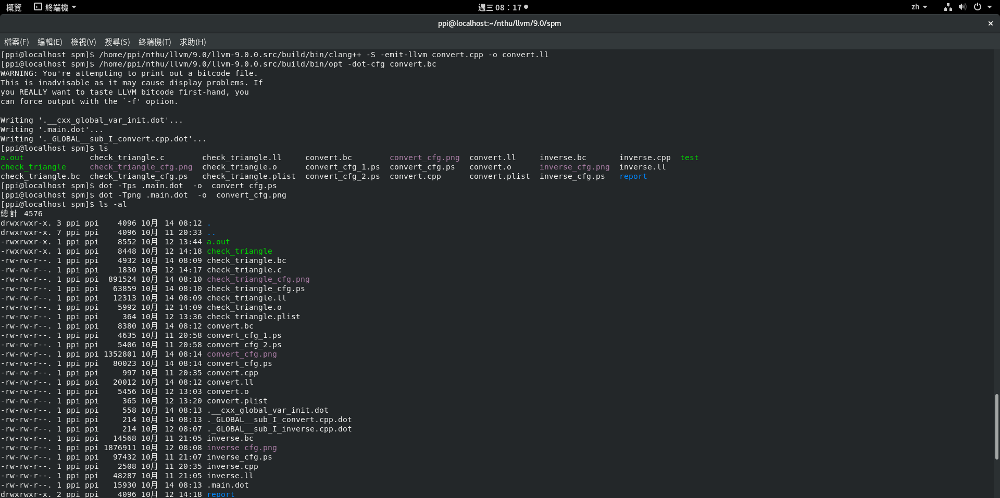 概覽 終端機 週三 08：17 zh
ppi@localhost:~/nthu/llvm/9.0/spm ×
檔案(F) 編輯(E) 檢視(V) 搜尋(S) 終端機(T) 求助(H)
[ppi@localhost spm]$ /home/ppi/nthu/llvm/9.0/llvm-9.0.0.src/build/bin/clang++ -S -emit-llvm convert.cpp -o convert.ll
[ppi@localhost spm]$ /home/ppi/nthu/llvm/9.0/llvm-9.0.0.src/build/bin/opt -dot-cfg convert.bc
WARNING: You're attempting to print out a bitcode file.
This is inadvisable as it may cause display problems. If
you REALLY want to taste LLVM bitcode first-hand, you
can force output with the `-f' option.
Writing '.__cxx_global_var_init.dot'...
Writing '.main.dot'...
Writing '._GLOBAL__sub_I_convert.cpp.dot'...
[ppi@localhost spm]$ ls
a.out check_triangle.c check_triangle.ll convert.bc convert_cfg.png convert.ll inverse.bc inverse.cpp test
check_triangle check_triangle_cfg.png check_triangle.o convert_cfg_1.ps convert_cfg.ps convert.o inverse_cfg.png inverse.ll
check_triangle.bc check_triangle_cfg.ps check_triangle.plist convert_cfg_2.ps convert.cpp convert.plist inverse_cfg.ps report
[ppi@localhost spm]$ dot -Tps .main.dot  -o  convert_cfg.ps
[ppi@localhost spm]$ dot -Tpng .main.dot  -o  convert_cfg.png
[ppi@localhost spm]$ ls -al
總計 4576
drwxrwxr-x. 3 ppi ppi    4096 10月 14 08:12 .
drwxrwxr-x. 7 ppi ppi    4096 10月 11 20:33 ..
-rwxrwxr-x. 1 ppi ppi    8552 10月 12 13:44 a.out
-rwxrwxr-x. 1 ppi ppi    8448 10月 12 14:18 check_triangle
-rw-rw-r--. 1 ppi ppi    4932 10月 14 08:09 check_triangle.bc
-rw-rw-r--. 1 ppi ppi    1830 10月 12 14:17 check_triangle.c
-rw-rw-r--. 1 ppi ppi  891524 10月 14 08:10 check_triangle_cfg.png
-rw-rw-r--. 1 ppi ppi   63859 10月 14 08:10 check_triangle_cfg.ps
-rw-rw-r--. 1 ppi ppi   12313 10月 14 08:09 check_triangle.ll
-rw-rw-r--. 1 ppi ppi    5992 10月 12 14:09 check_triangle.o
-rw-rw-r--. 1 ppi ppi     364 10月 12 13:36 check_triangle.plist
-rw-rw-r--. 1 ppi ppi    8380 10月 14 08:12 convert.bc
-rw-rw-r--. 1 ppi ppi    4635 10月 11 20:58 convert_cfg_1.ps
-rw-rw-r--. 1 ppi ppi    5406 10月 11 20:58 convert_cfg_2.ps
-rw-rw-r--. 1 ppi ppi 1352801 10月 14 08:14 convert_cfg.png
-rw-rw-r--. 1 ppi ppi   80023 10月 14 08:14 convert_cfg.ps
-rw-rw-r--. 1 ppi ppi     997 10月 11 20:35 convert.cpp
-rw-rw-r--. 1 ppi ppi   20012 10月 14 08:12 convert.ll
-rw-rw-r--. 1 ppi ppi    5456 10月 12 13:03 convert.o
-rw-rw-r--. 1 ppi ppi     365 10月 12 13:20 convert.plist
-rw-rw-r--. 1 ppi ppi     558 10月 14 08:13 .__cxx_global_var_init.dot
-rw-rw-r--. 1 ppi ppi     214 10月 14 08:13 ._GLOBAL__sub_I_convert.cpp.dot
-rw-rw-r--. 1 ppi ppi     214 10月 12 08:07 ._GLOBAL__sub_I_inverse.cpp.dot
-rw-rw-r--. 1 ppi ppi   14568 10月 11 21:05 inverse.bc
-rw-rw-r--. 1 ppi ppi 1876911 10月 12 08:08 inverse_cfg.png
-rw-rw-r--. 1 ppi ppi   97432 10月 11 21:07 inverse_cfg.ps
-rw-rw-r--. 1 ppi ppi    2508 10月 11 20:35 inverse.cpp
-rw-rw-r--. 1 ppi ppi   48287 10月 11 21:05 inverse.ll
-rw-rw-r--. 1 ppi ppi   15930 10月 14 08:13 .main.dot
drwxrwxr-x. 2 ppi ppi    4096 10月 12 14:18 report